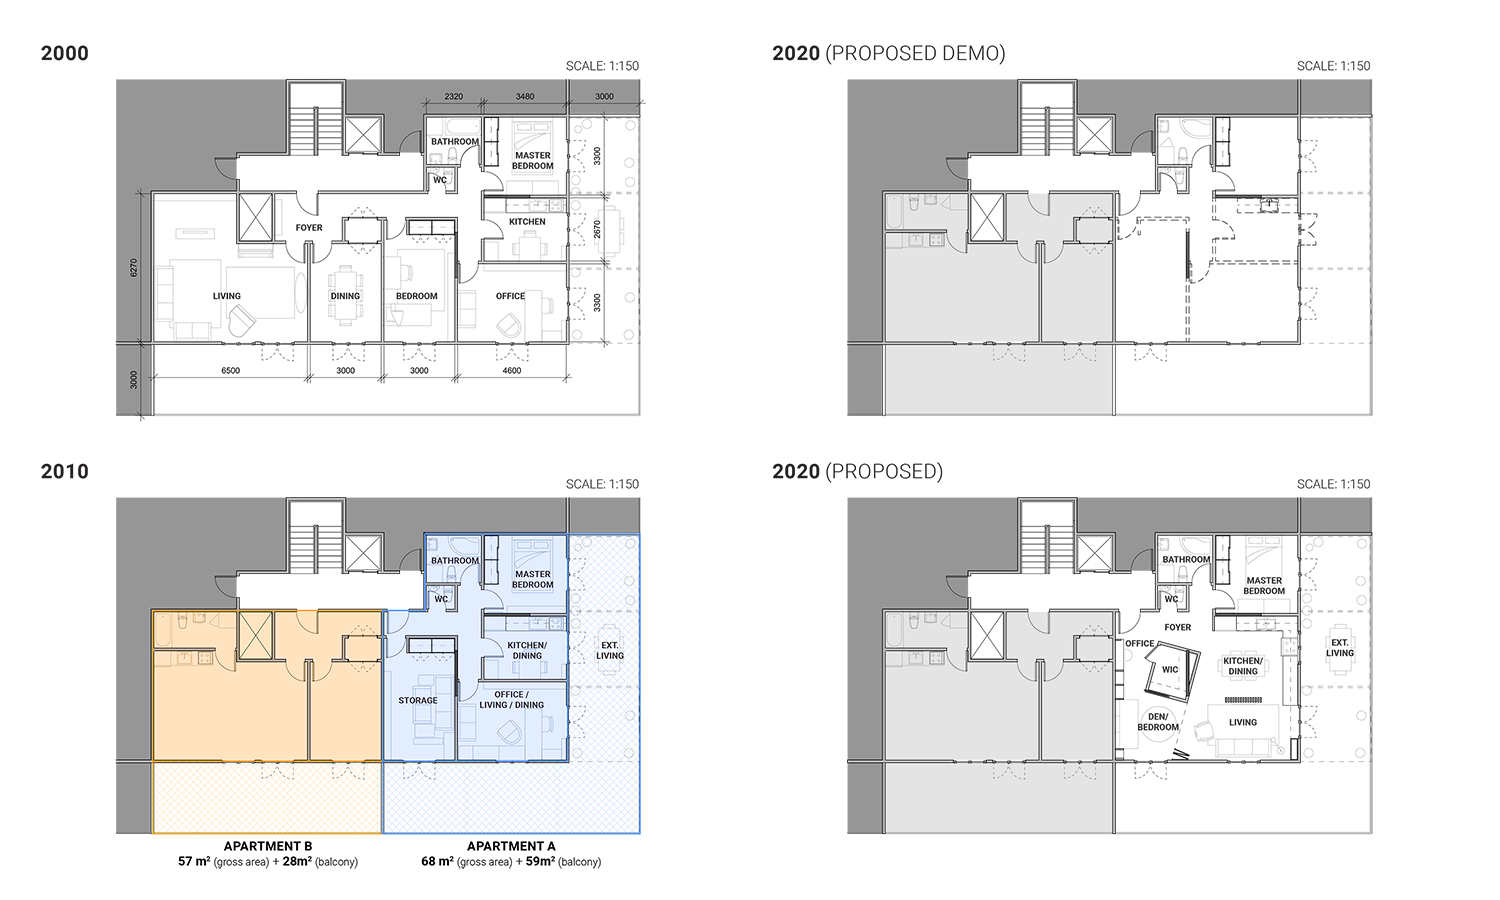 2000
SCALE: 1:150
2320
3480
3000
BATHROOM
MASTER
BEDROOM
3300
WC
KITCHEN
2670
FOYER
6270
LIVING
DINING
BEDROOM
OFFICE
3300
6500
3000
3000
4600
3000
2020 (PROPOSED DEMO)
SCALE: 1:150
2010
SCALE: 1:150
BATHROOM
MASTER
BEDROOM
WC
KITCHEN/
DINING
EXT.
LIVING
STORAGE
OFFICE /
LIVING / DINING
APARTMENT B
57 m² (gross area) + 28m² (balcony)
APARTMENT A
68 m² (gross area) + 59m² (balcony)
2020 (PROPOSED)
SCALE: 1:150
BATHROOM
MASTER
BEDROOM
WC
FOYER
OFFICE
WIC
KITCHEN/
DINING
EXT.
LIVING
DEN/
BEDROOM
LIVING